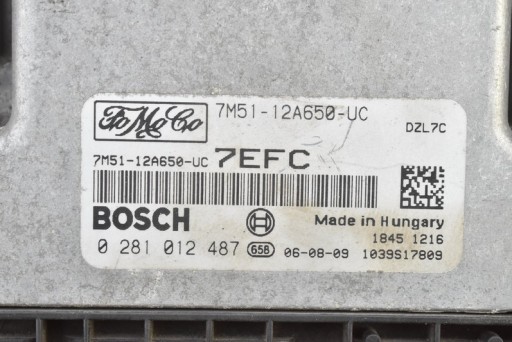 FoMoCo
7M51-12A650-UC
DZL7C
7M51-12A650-UC 7EFC
BOSCH
Made in Hungary
1845 1216
0 281 012 487 65B 06-08-09 1039S17809